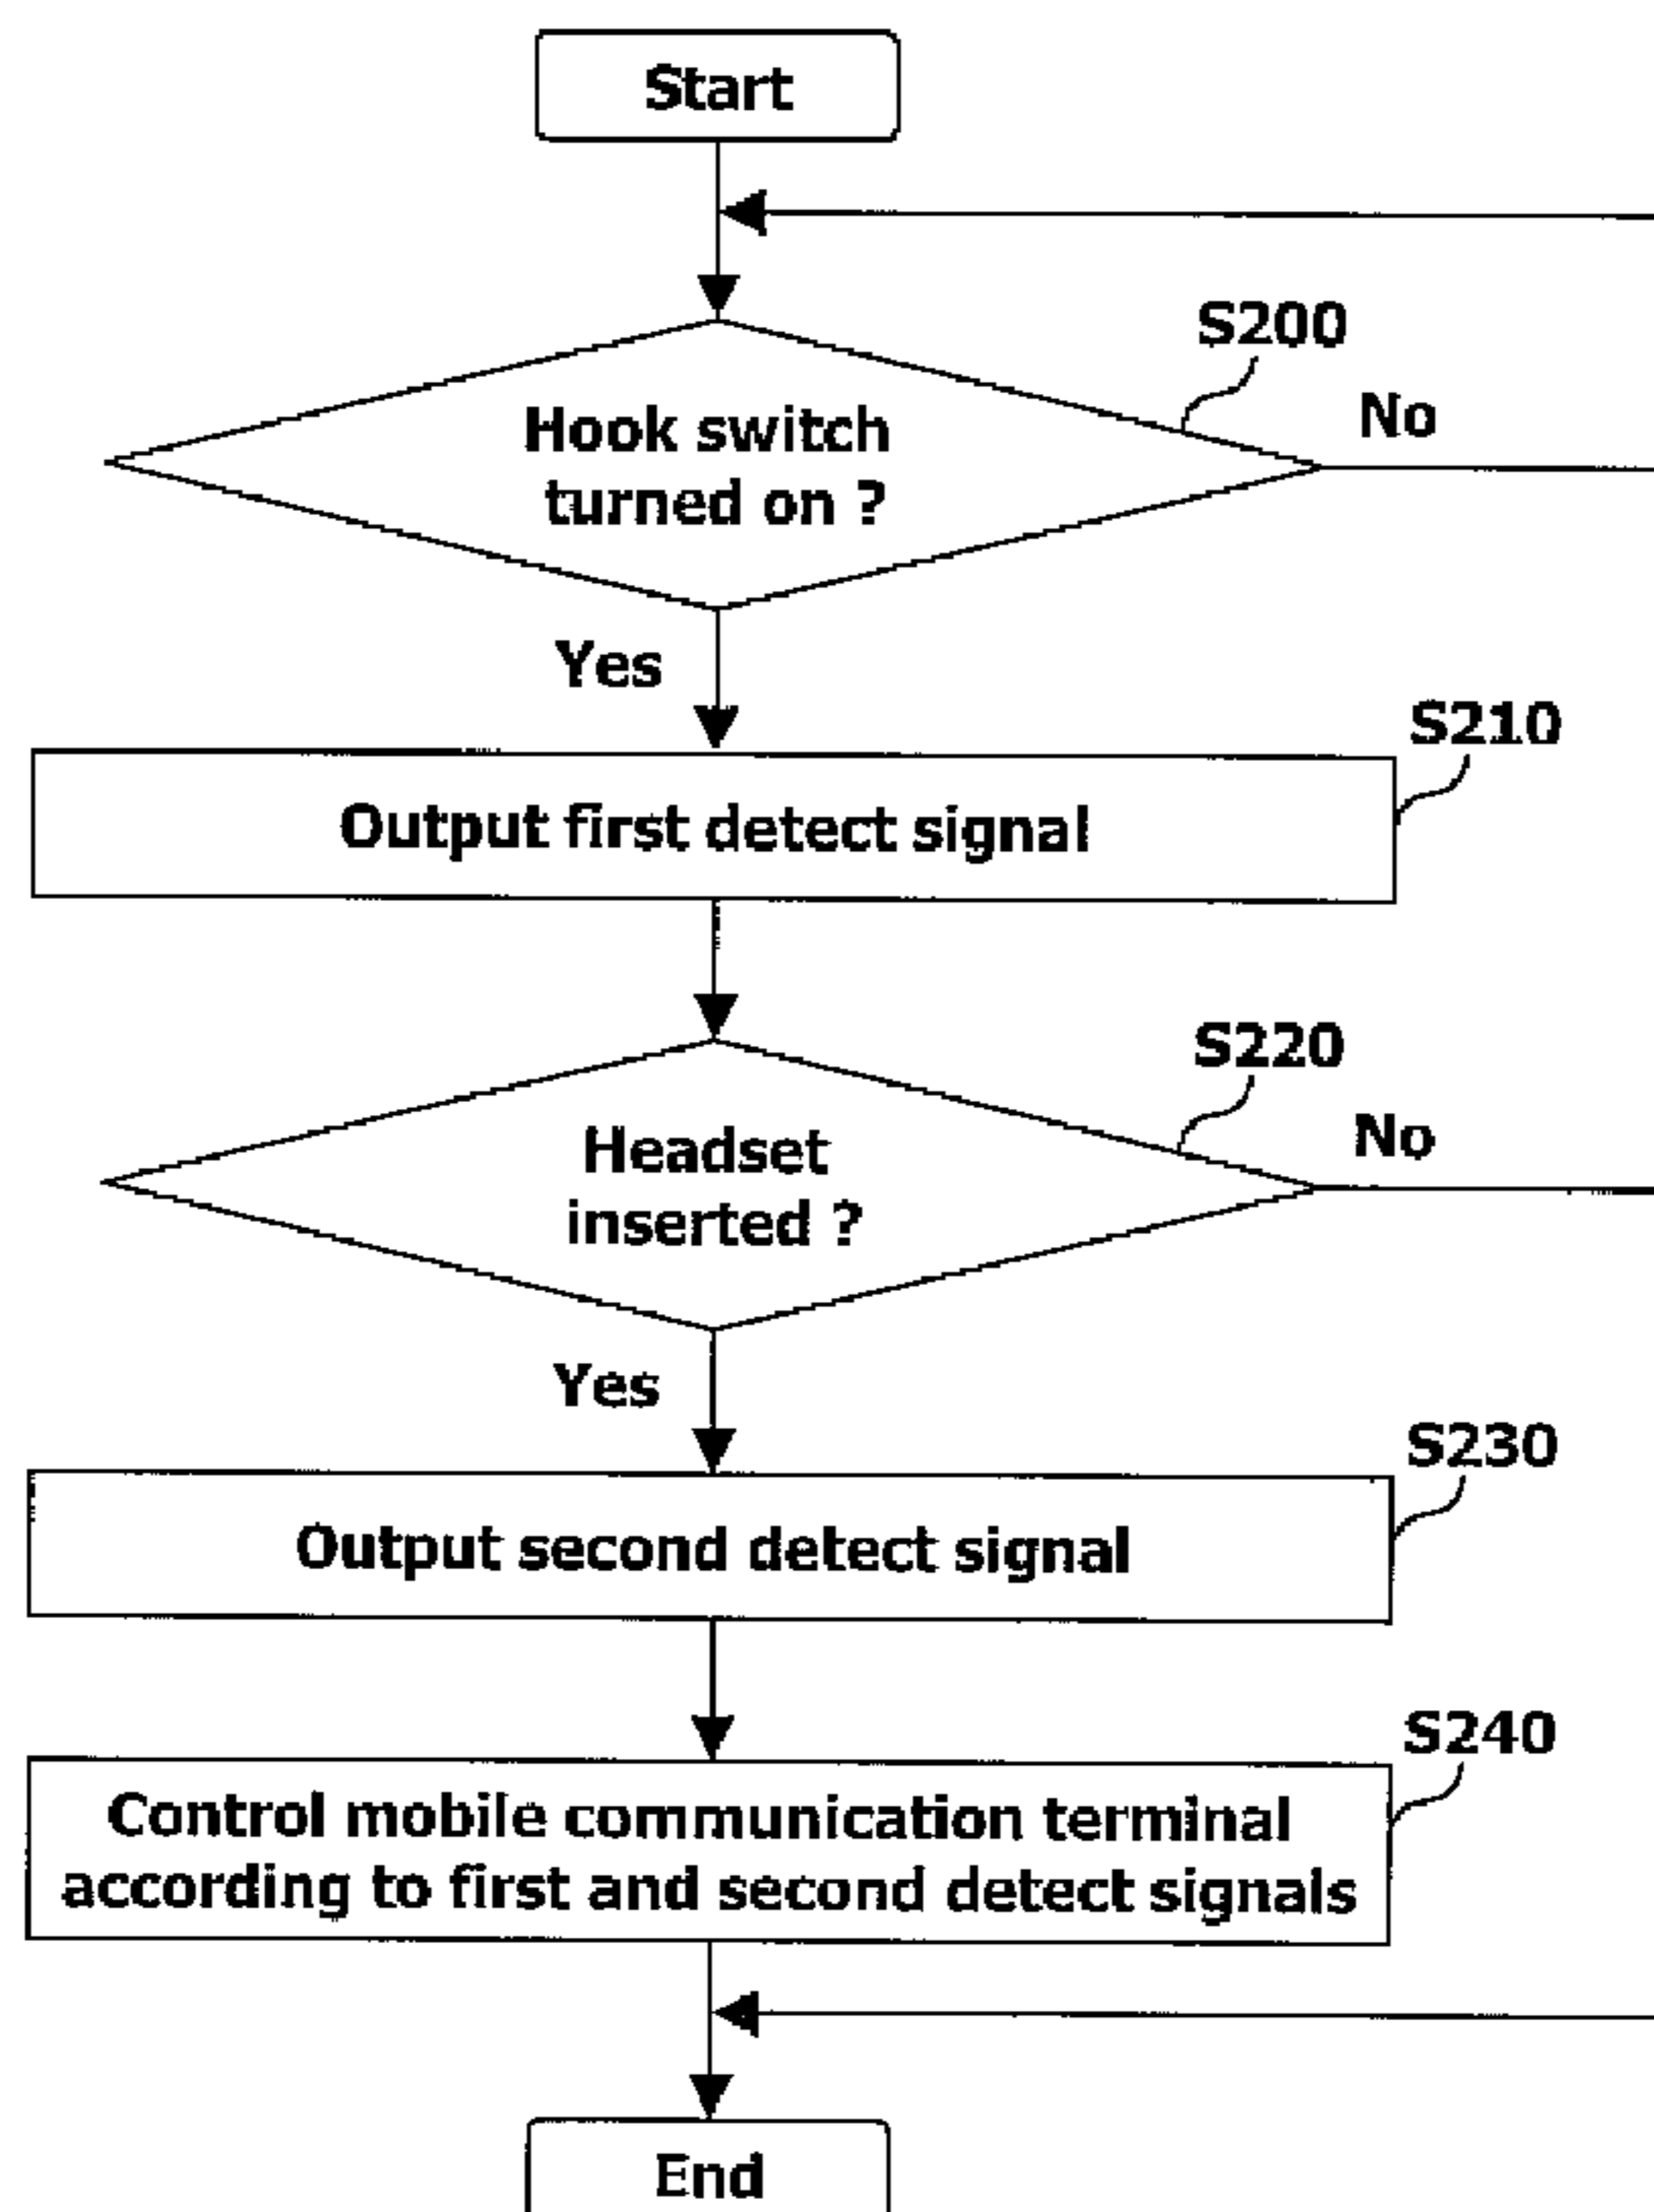 Start
S200
No
Hook switch
turned on ?
Yes
S210
Output first detect signal
S220
No
Headset
inserted ?
Yes
S230
Output second detect signal
S240
Control mobile communication terminal
according to first and second detect signals
End